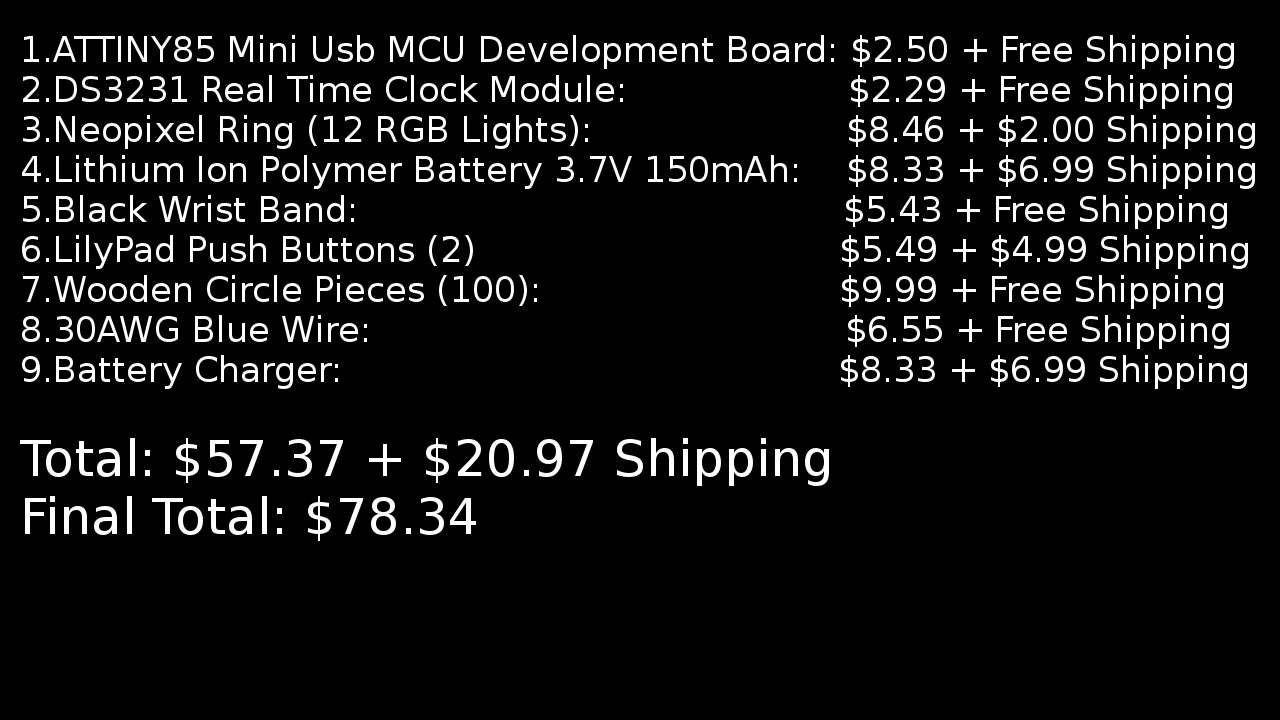 1.ATTINY85 Mini Usb MCU Development Board: $2.50 + Free Shipping
2.DS3231 Real Time Clock Module: $2.29 + Free Shipping
3.Neopixel Ring (12 RGB Lights): $8.46 + $2.00 Shipping
4.Lithium Ion Polymer Battery 3.7V 150mAh: $8.33 + $6.99 Shipping
5.Black Wrist Band: $5.43 + Free Shipping
6.LilyPad Push Buttons (2) $5.49 + $4.99 Shipping
7.Wooden Circle Pieces (100): $9.99 + Free Shipping
8.30AWG Blue Wire: $6.55 + Free Shipping
9.Battery Charger: $8.33 + $6.99 Shipping
Total: $57.37 + $20.97 Shipping
Final Total: $78.34